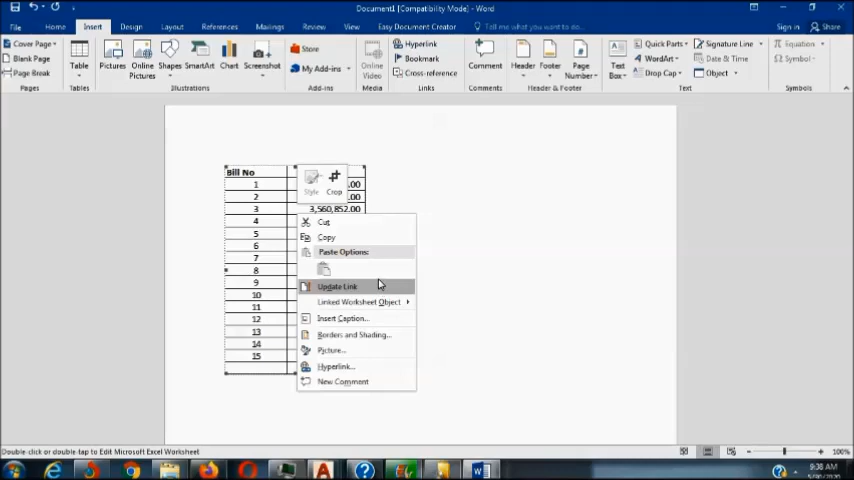 Document1 [Compatibility Mode] - Word
File Home Insert Design Layout References Mailings Review View Easy Document Creator Tell me what you want to do... Sign in Share
Cover Page
Blank Page
Page Break
Pages
Table
Tables
Pictures
Online Pictures
Shapes
SmartArt
Chart
Screenshot
Illustrations
Store
My Add-ins
Add-ins
Online Video
Media
Hyperlink
Bookmark
Cross-reference
Links
Comment
Comments
Header
Footer
Page Number
Header & Footer
Text Box
Quick Parts
WordArt
Drop Cap
Signature Line
Date & Time
Object
Text
Equation
Symbol
Symbols
Bill No
1 .00
2 .00
3 3,560,852.00
4
5
6
7
8
9
10
11
12
13
14
15
Style Crop
Cut
Copy
Paste Options:
Update Link
Linked Worksheet Object
Insert Caption...
Borders and Shading...
Picture...
Hyperlink...
New Comment
Double-click or double-tap to Edit Microsoft Excel Worksheet
100%
9:38 AM